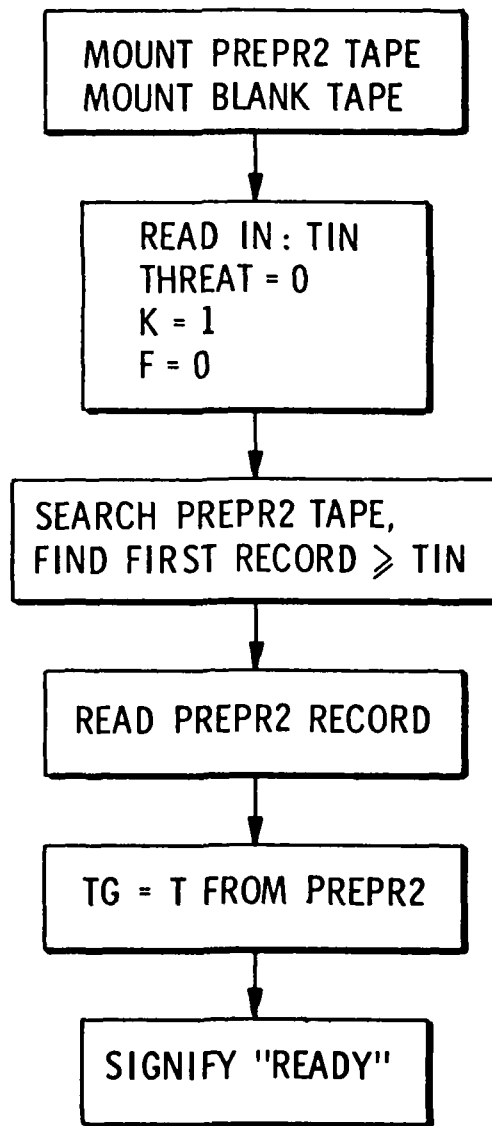 MOUNT PREPR2 TAPE
MOUNT BLANK TAPE
READ IN: TIN
THREAT = 0
K = 1
F = 0
SEARCH PREPR2 TAPE,
FIND FIRST RECORD ⩾ TIN
READ PREPR2 RECORD
TG = T FROM PREPR2
SIGNIFY "READY"